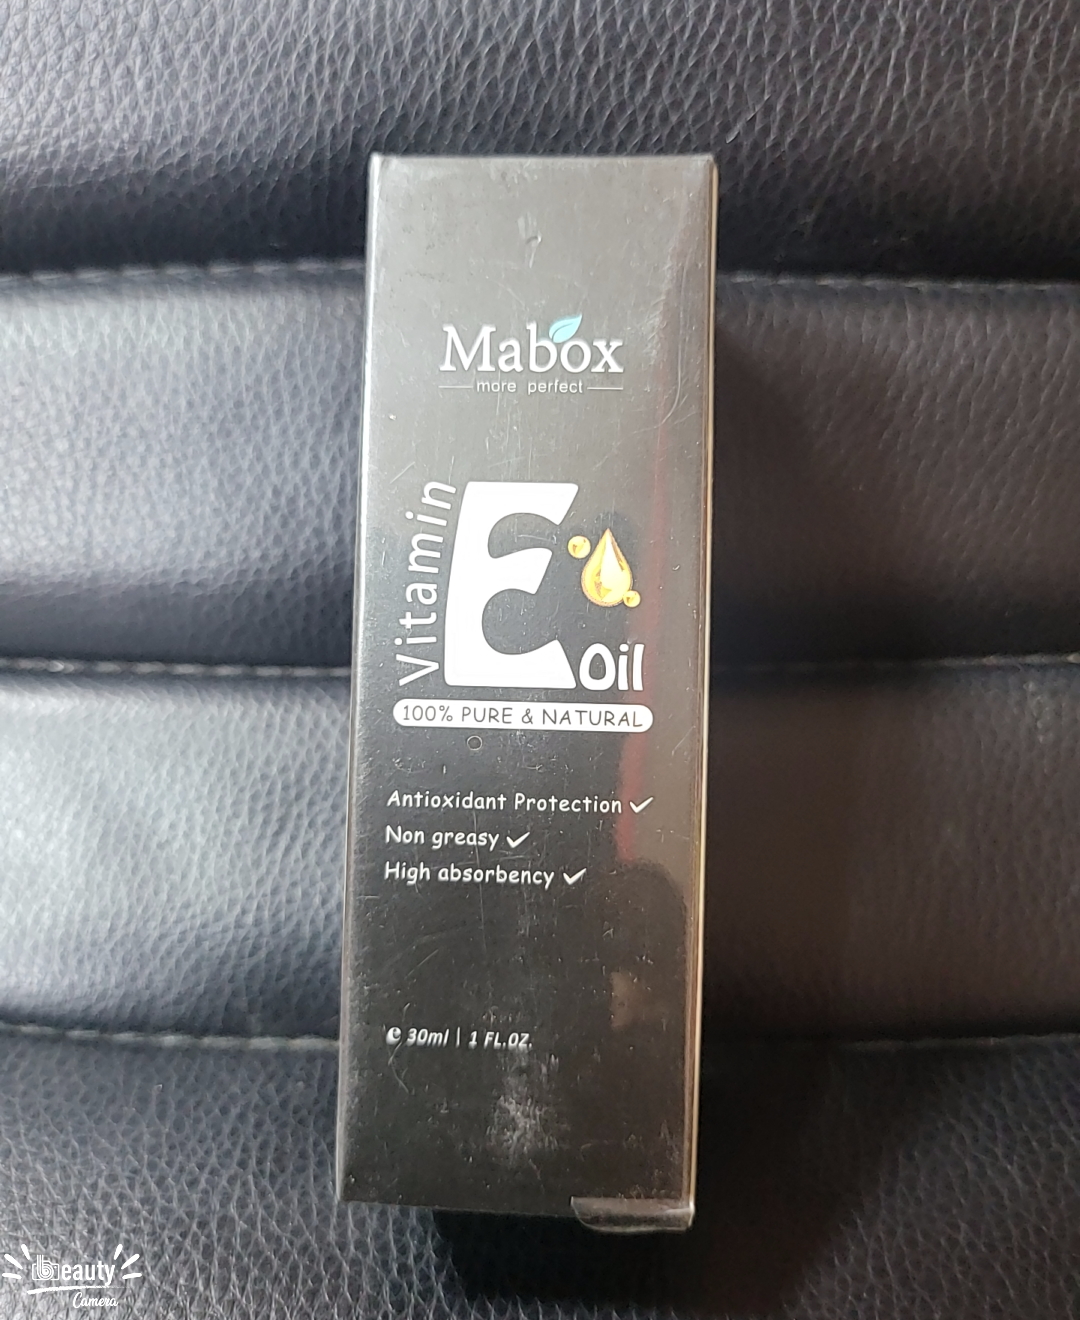 Mabox
more perfect
Vitamin
E
Oil
100% PURE & NATURAL
Antioxidant Protection ✓
Non greasy ✓
High absorbency ✓
℮ 30ml | 1 FL.OZ.
beauty
Camera